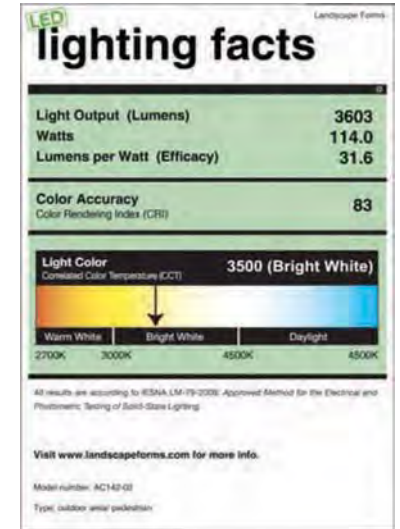 Landscape Forms
LED
lighting facts
Light Output (Lumens) 3603
Watts 114.0
Lumens per Watt (Efficacy) 31.6
Color Accuracy 83
Color Rendering Index (CRI)
Light Color 3500 (Bright White)
Correlated Color Temperature (CCT)
Warm White Bright White Daylight
2700K 3000K 4500K 4500K
All results are according to IESNA LM-79-2008: Approved Method for the Electrical and
Photometric Testing of Solid-State Lighting.
Visit www.landscapeforms.com for more info.
Model number: AC142-02
Type: outdoor areal pedestrian